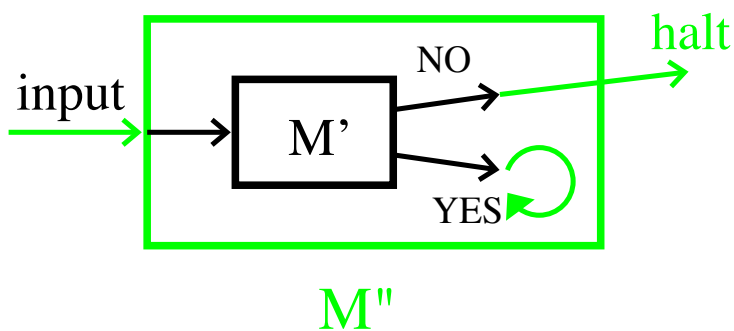 halt
NO
input
M’
YES
M"